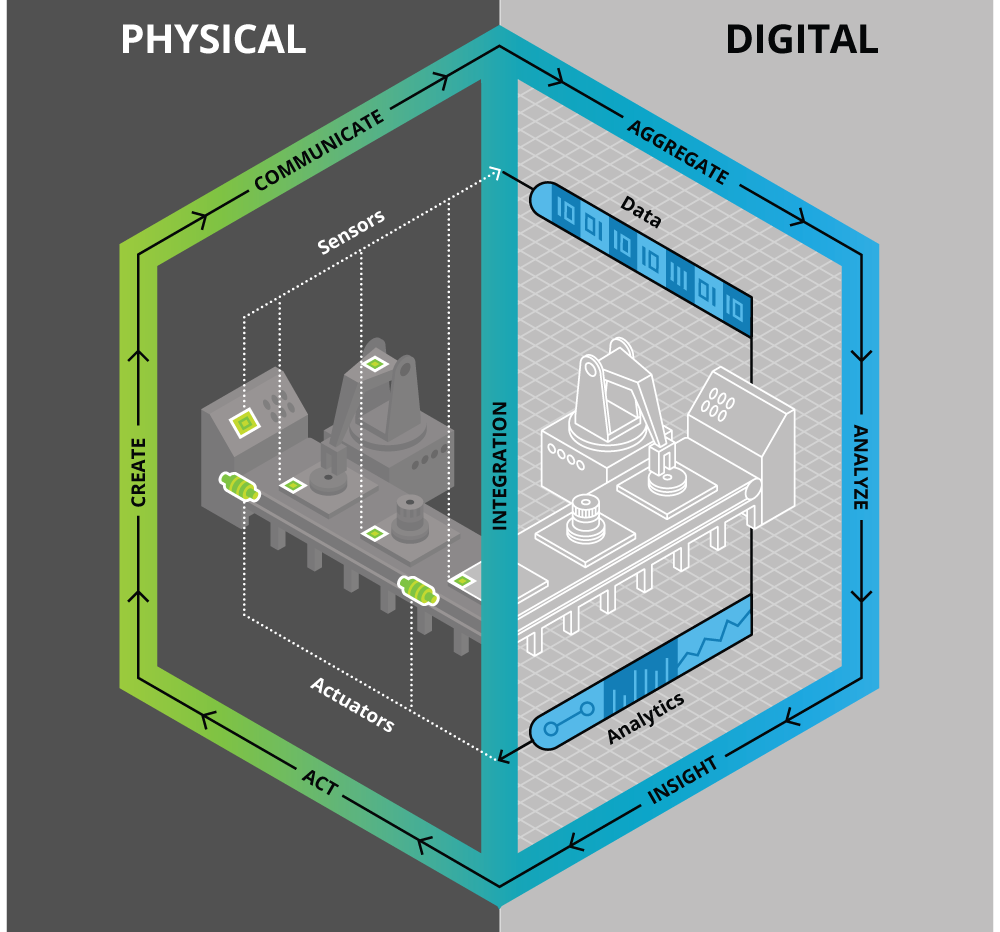 PHYSICAL
DIGITAL
COMMUNICATE
AGGREGATE
Sensors
Data
CREATE
INTEGRATION
ANALYZE
Actuators
Analytics
ACT
INSIGHT